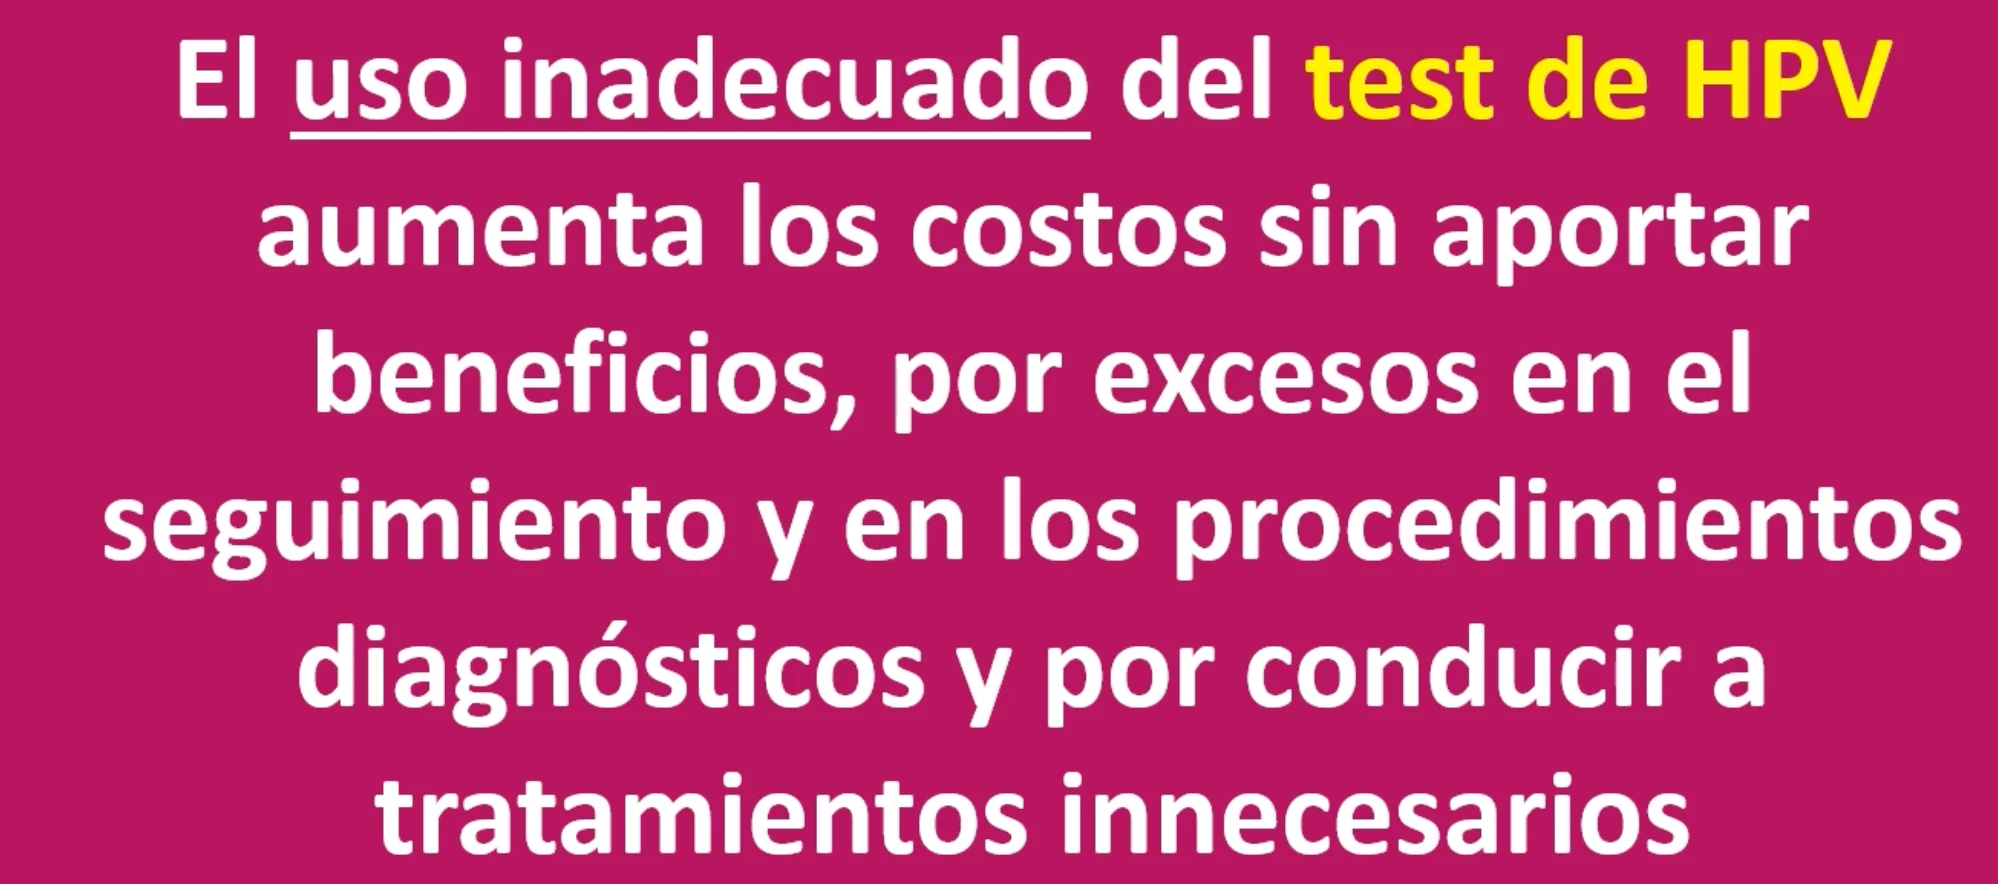 El uso inadecuado del test de HPV
aumenta los costos sin aportar
beneficios, por excesos en el
seguimiento y en los procedimientos
diagnósticos y por conducir a
tratamientos innecesarios